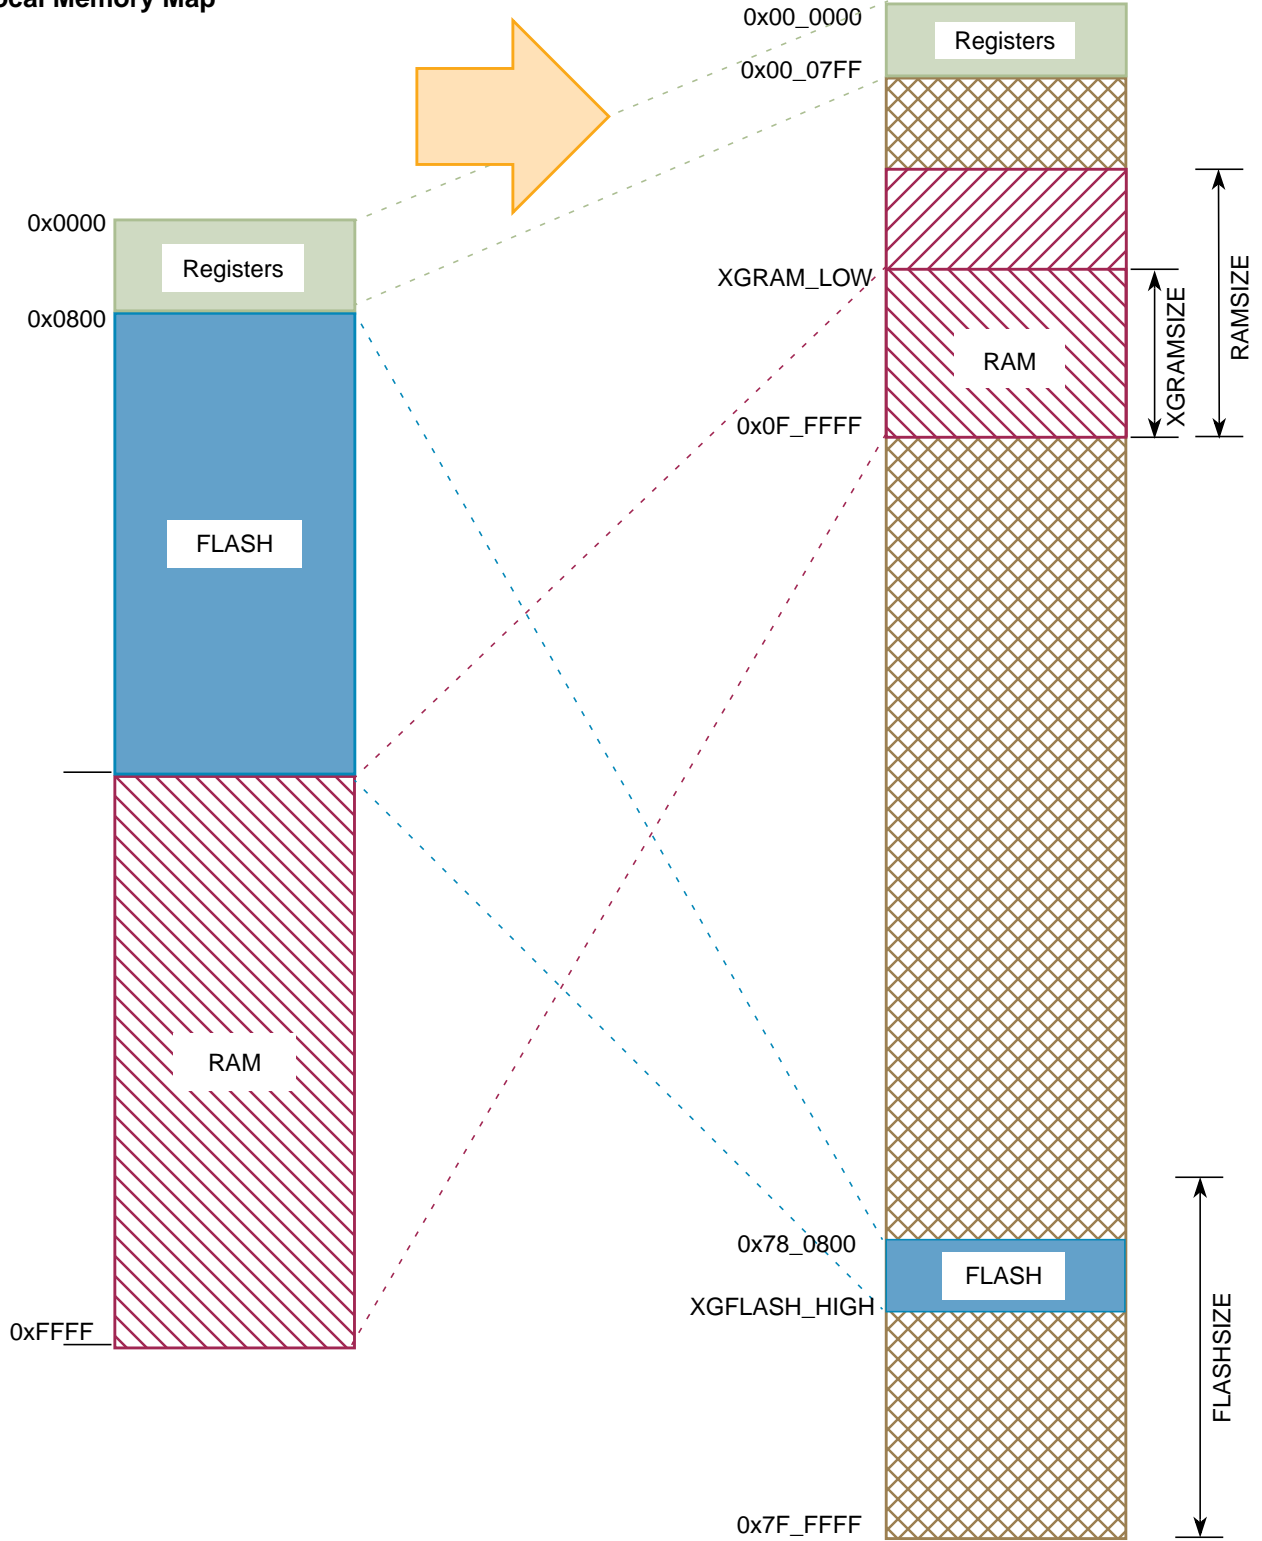 Memory Map
0x0000
Registers
0x0800
FLASH
RAM
0xFFFF
0x00_0000
Registers
0x00_07FF
XGRAM_LOW
RAM
0x0F_FFFF
XGRAMSIZE
RAMSIZE
0x78_0800
FLASH
XGFLASH_HIGH
FLASHSIZE
0x7F_FFFF